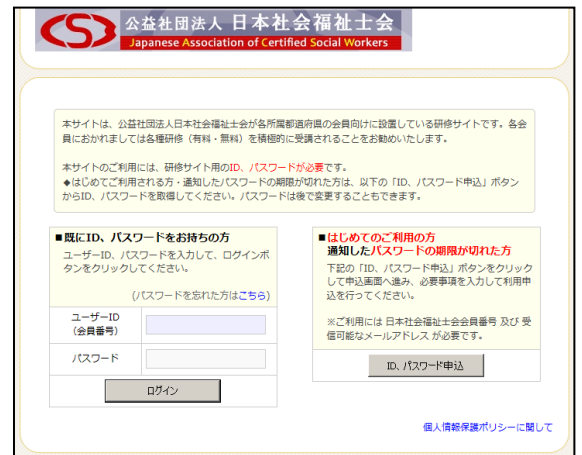 公益社団法人 日本社会福祉士会
Japanese Association of Certified Social Workers
本サイトは、公益社団法人日本社会福祉士会が各所属都道府県の会員向けに設置している研修サイトです。各会
員におかれましては各種研修（有料・無料）を積極的に受講されることをお勧めいたします。
本サイトのご利用には、研修サイト用のID、パスワードが必要です。
◆はじめてご利用される方・通知したパスワードの期限が切れた方は、以下の「ID、パスワード申込」ボタン
からID、パスワードを取得してください。パスワードは後で変更することもできます。
■既にID、パスワードをお持ちの方
ユーザーID、パスワードを入力して、ログインボ
タンをクリックしてください。
(パスワードを忘れた方はこちら)
ユーザーID
（会員番号）
パスワード
ログイン
■はじめてのご利用の方
通知したパスワードの期限が切れた方
下記の「ID、パスワード申込」ボタンをクリック
して申込画面へ進み、必要事項を入力して利用申
込を行ってください。
※ご利用には 日本社会福祉士会会員番号 及び 受
信可能なメールアドレス が必要です。
ID、パスワード申込
個人情報保護ポリシーに関して